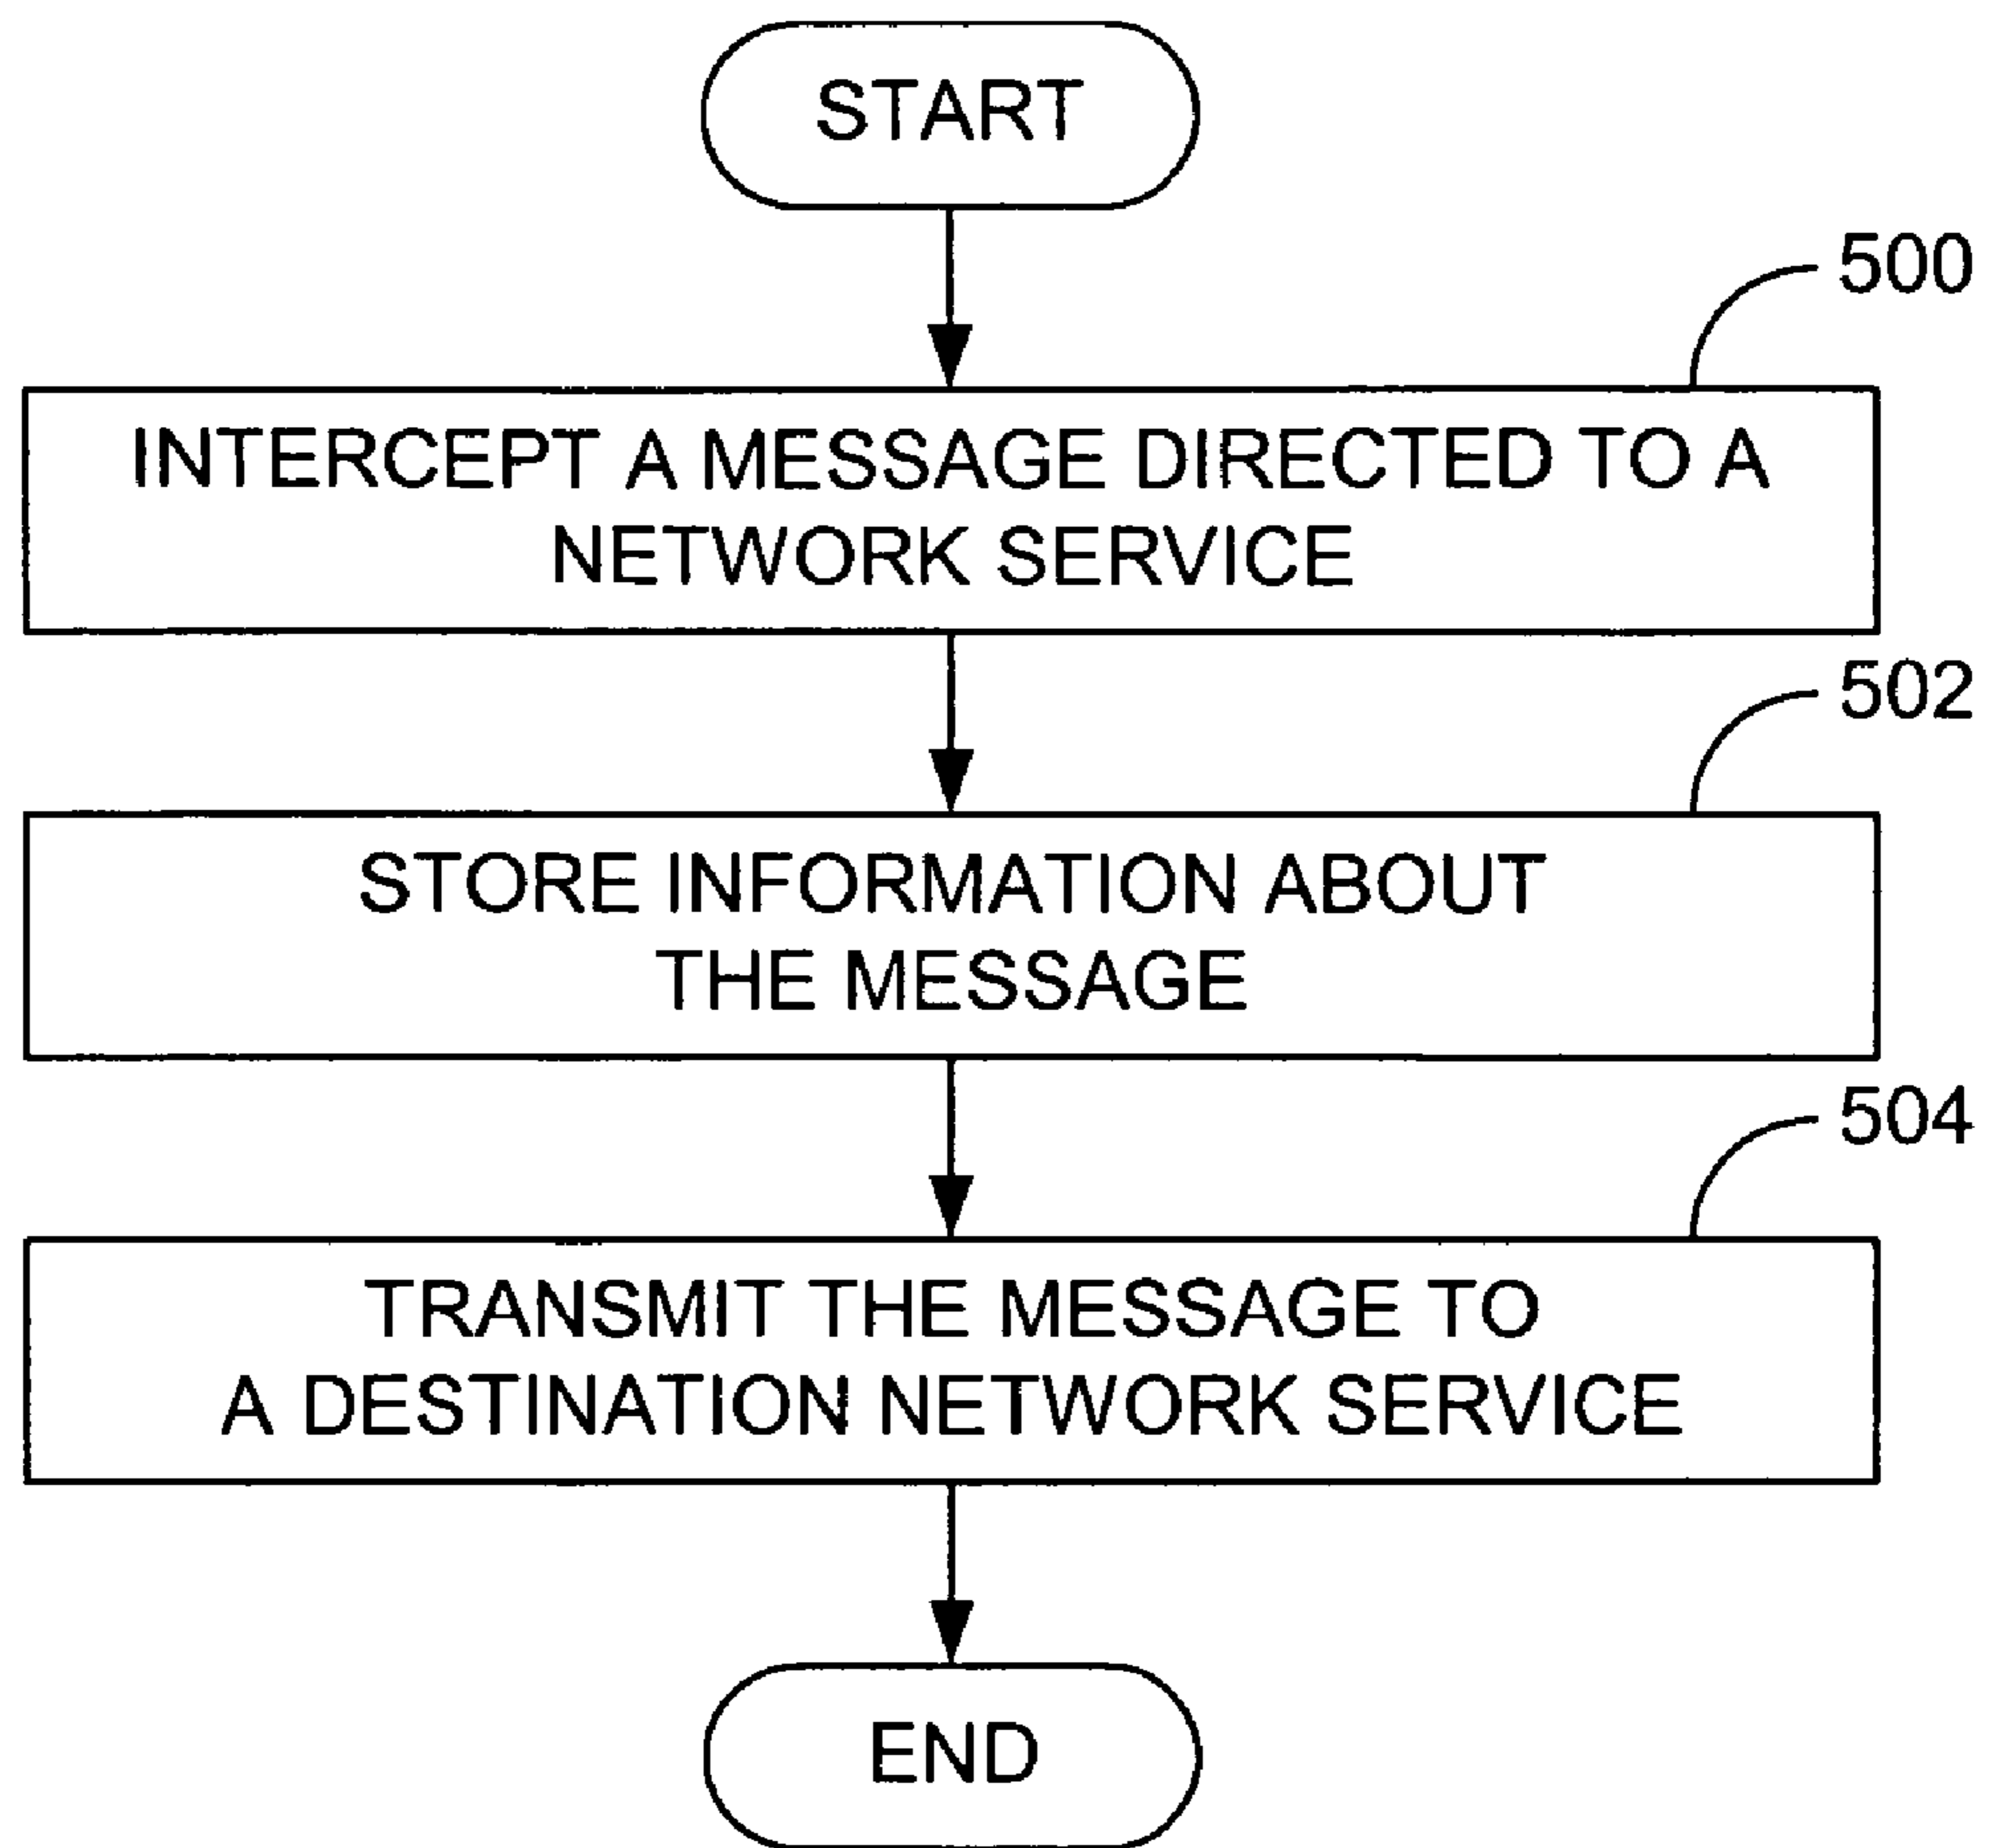 START
500
INTERCEPT A MESSAGE DIRECTED TO A
NETWORK SERVICE
502
STORE INFORMATION ABOUT
THE MESSAGE
504
TRANSMIT THE MESSAGE TO
A DESTINATION NETWORK SERVICE
END